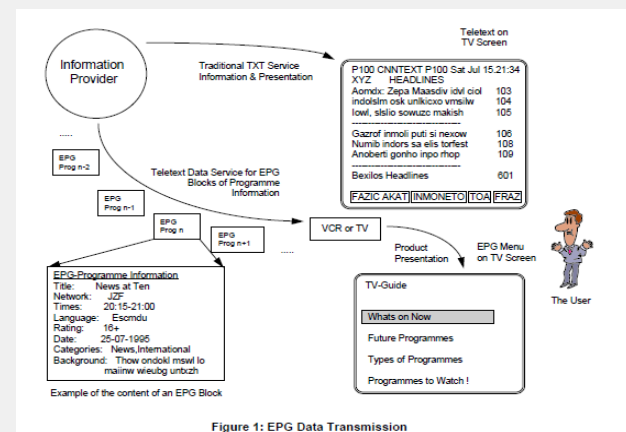 Information
Provider
Traditional TXT Service
Information & Presentation
Teletext on
TV Screen
P100 CNNTEXT P100 Sat Jul 15.21:34
XYZ HEADLINES
Aomdx: Zepa Maasdiv idvl ciol 103
indolslm osk unlkicxo vmsilw 104
lowl, slslio sowuzc makish 105
--------------------------------
Gazrof inmoli puti si nexow 106
Numib indors sa elis torfest 108
Anoberti gonho inpo rhop 109
--------------------------------
Bexilos Headlines 601
FAZIC AKAT INMONETO TOA FRAZ
.....
EPG
Prog n-2
Teletext Data Service for EPG
Blocks of Programme
Information
EPG
Prog n-1
EPG
Prog n
EPG
Prog n+1
.....
VCR or TV
Product
Presentation
EPG Menu
on TV Screen
The User
EPG-Programme Information
Title: News at Ten
Network: JZF
Times: 20:15-21:00
Language: Escmdu
Rating: 16+
Date: 25-07-1995
Categories: News,International
Background: Thow ondokl mswl lo
maiinw wieubg untxzh
Example of the content of an EPG Block
TV-Guide
Whats on Now
Future Programmes
Types of Programmes
Programmes to Watch !
Figure 1: EPG Data Transmission